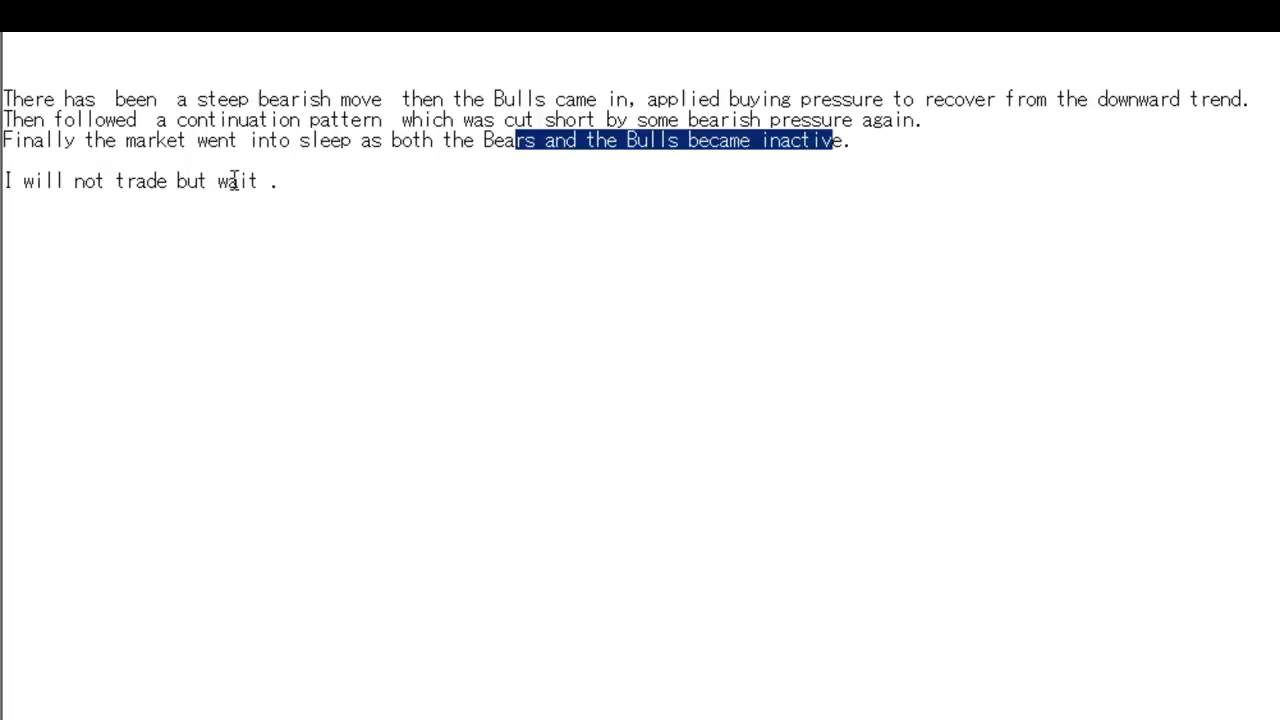 There has been a steep bearish move then the Bulls came in, applied buying pressure to recover from the downward trend.
Then followed a continuation pattern which was cut short by some bearish pressure again.
Finally the market went into sleep as both the Bears and the Bulls became inactive.
I will not trade but wait .